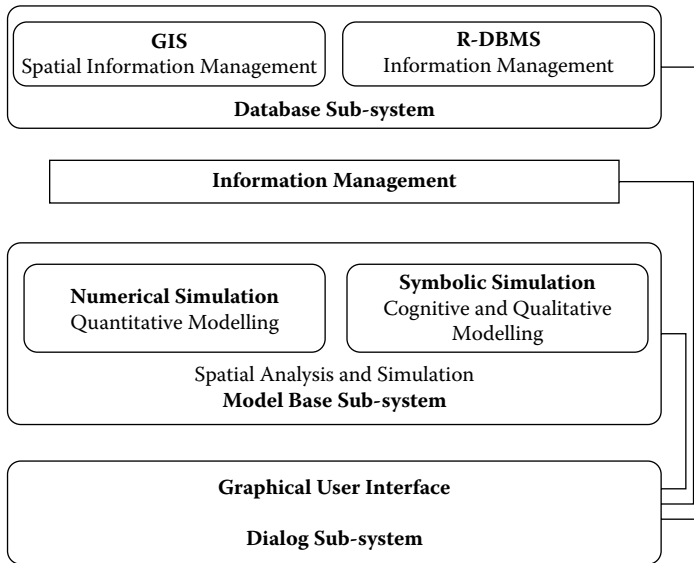 GIS
Spatial Information Management
R-DBMS
Information Management
Database Sub-system
Information Management
Numerical Simulation
Quantitative Modelling
Symbolic Simulation
Cognitive and Qualitative
Modelling
Spatial Analysis and Simulation
Model Base Sub-system
Graphical User Interface
Dialog Sub-system